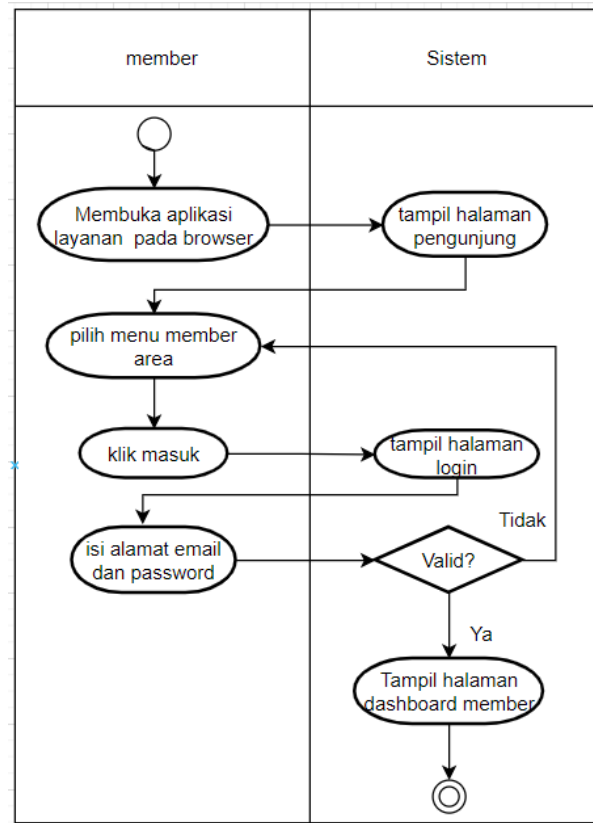 member
Sistem
Membuka aplikasi
layanan pada browser
tampil halaman
pengunjung
pilih menu member
area
klik masuk
tampil halaman
login
isi alamat email
dan password
Valid?
Tidak
Ya
Tampil halaman
dashboard member